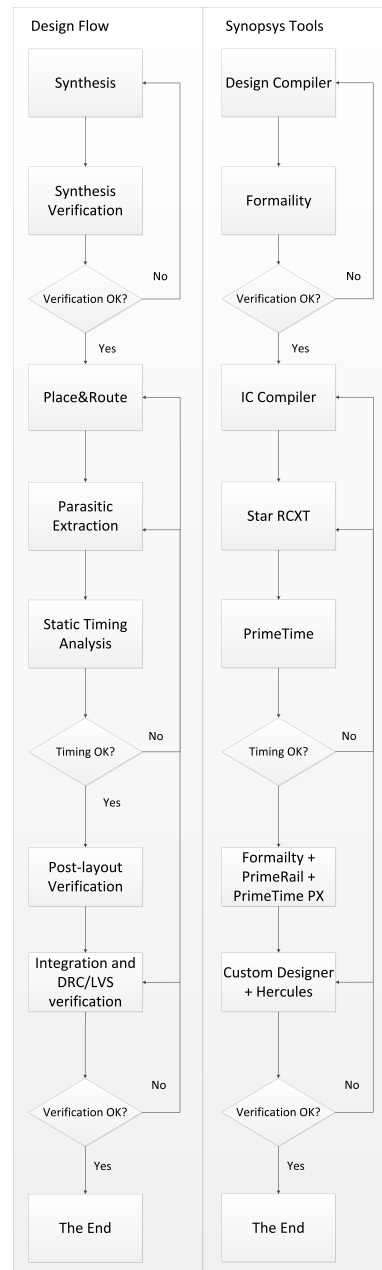 Design Flow
Synthesis
Synthesis
Verification
No
Verification OK?
Yes
Place&Route
Parasitic
Extraction
Static Timing
Analysis
No
Timing OK?
Yes
Post-layout
Verification
Integration and
DRC/LVS
verification
No
Verification OK?
Yes
The End
Synopsys Tools
Design Compiler
Formaility
No
Verification OK?
Yes
IC Compiler
Star RCXT
PrimeTime
No
Timing OK?
Formailty +
PrimeRail +
PrimeTime PX
Custom Designer
+ Hercules
No
Verification OK?
Yes
The End